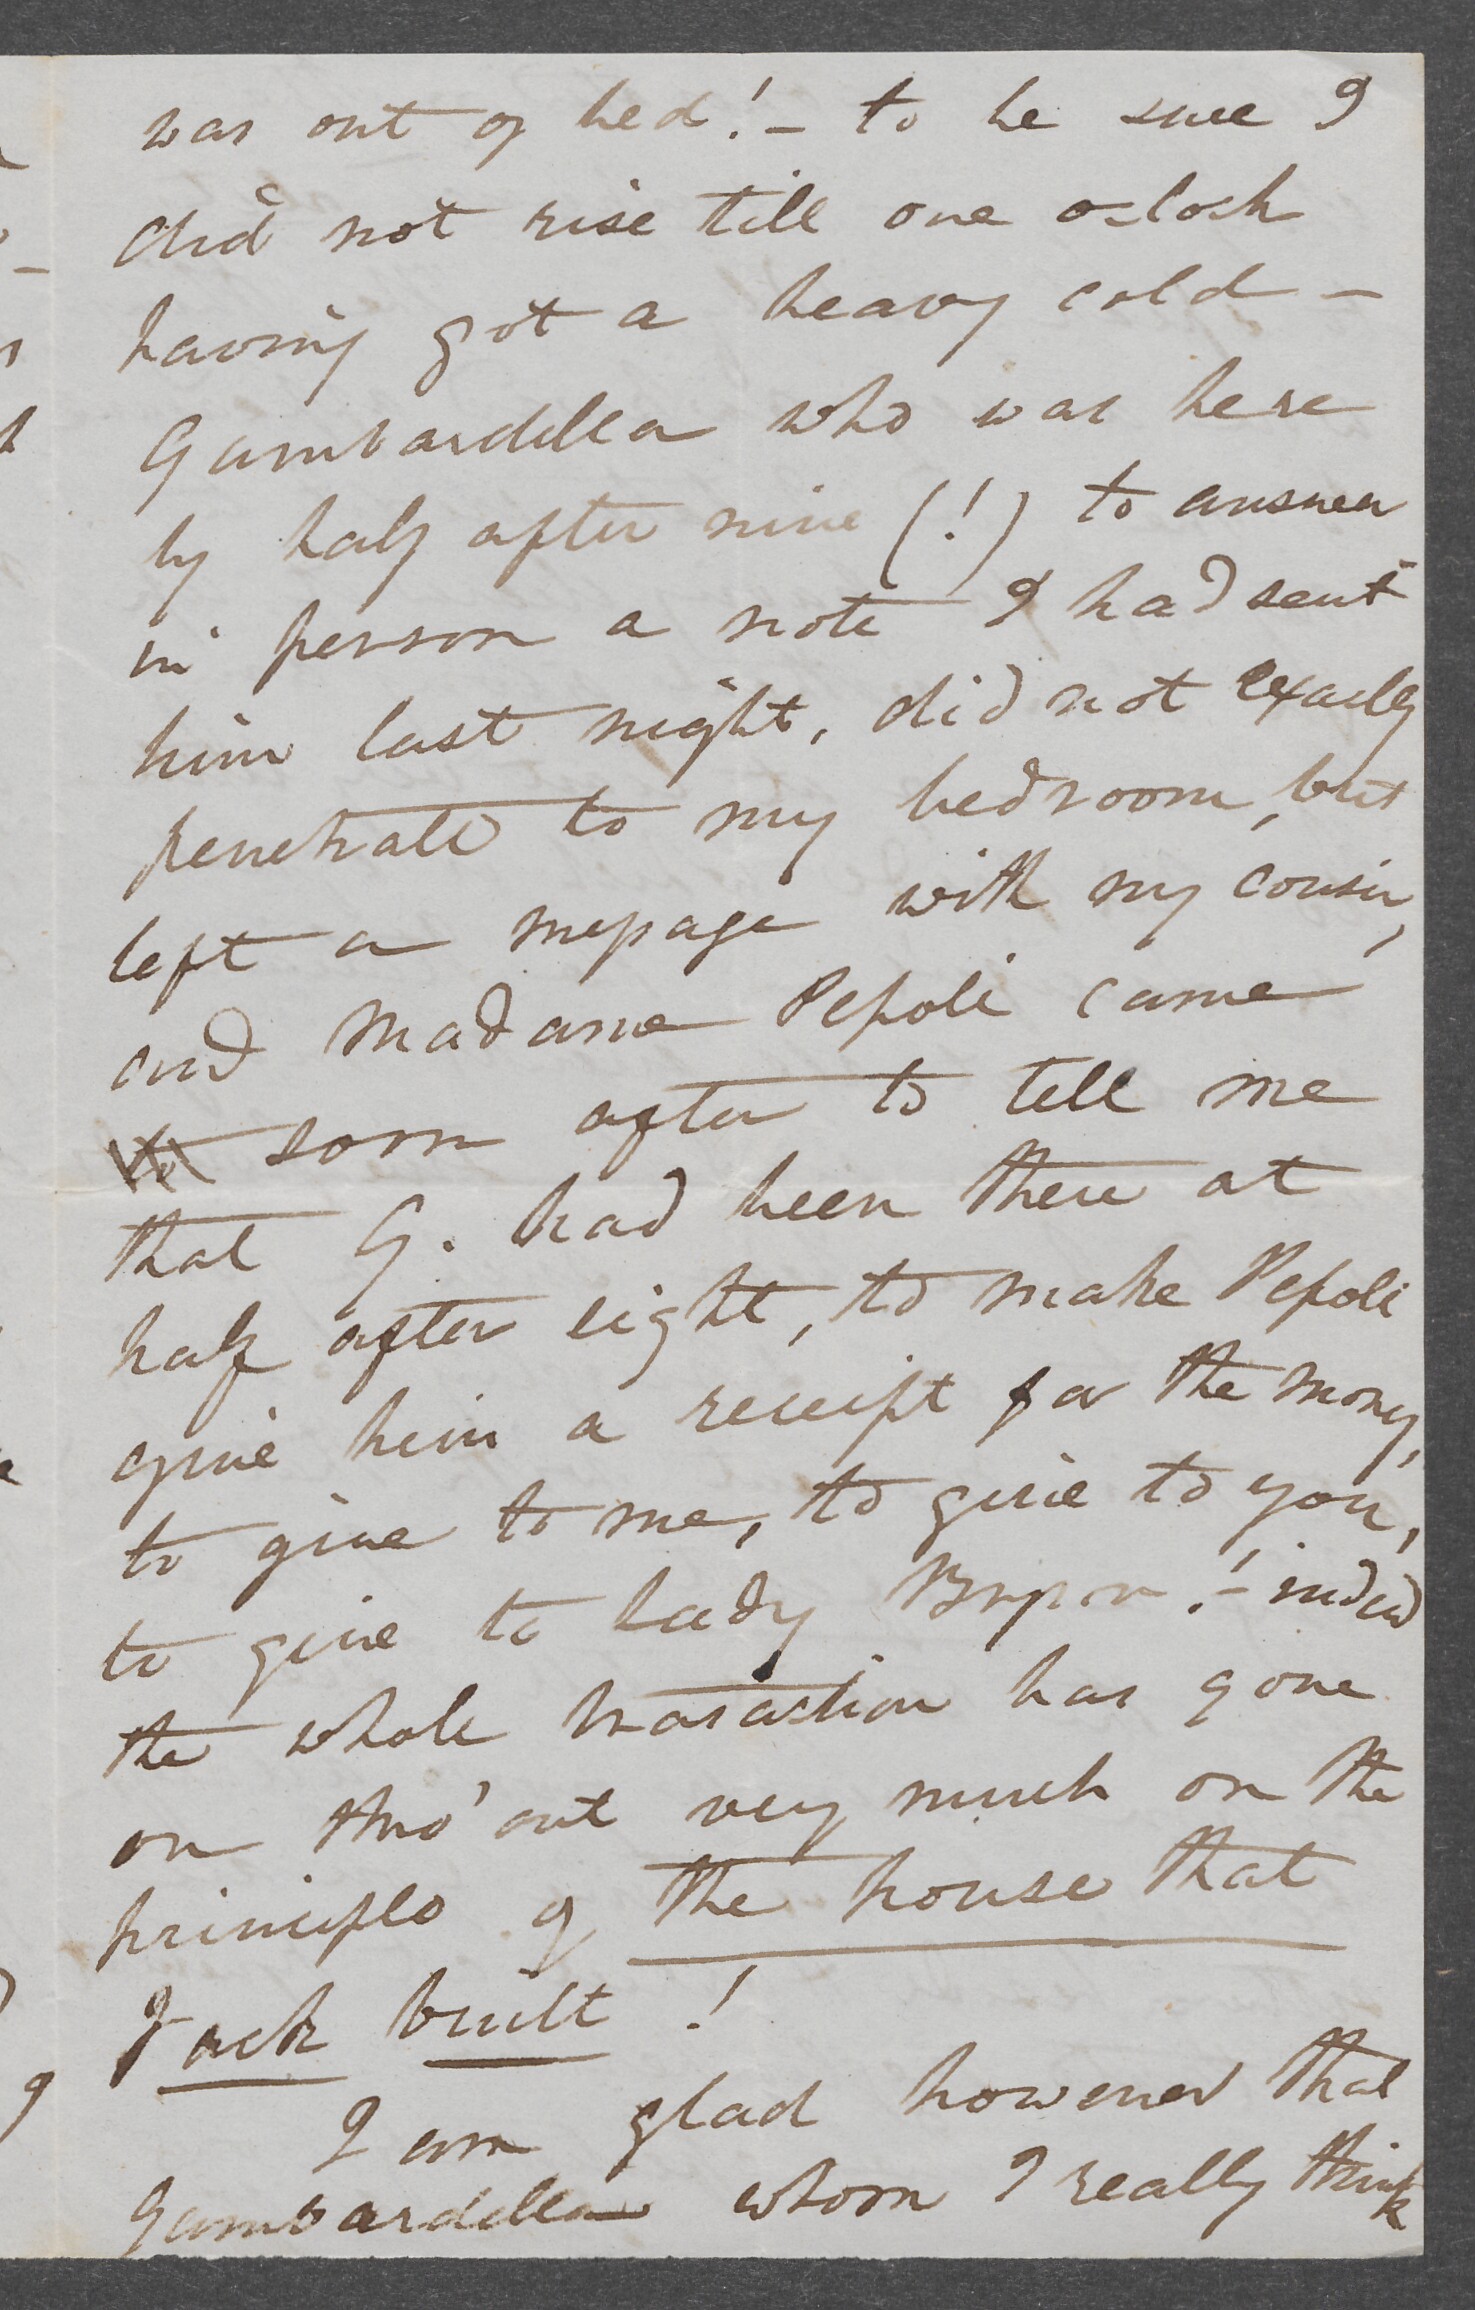 was out of bed! – to be sure I
did not rise till one oclock
having got a heavy cold –
Gambardella who was here
by half after nine (!) to answer
in person a note I had sent
him last night, did not exactly
penetrate to my bedroom, but
left a message with my cousin,
and Madame Pepoli came
to soon after to tell me
that G. had been there at
half after eight, to make Pepoli
give him a receipt for the money,
to give to me, to give to you,
to give to Lady Byron! – indeed
the whole trasaction has gone
on thro'out very much on the
principle of the house that
Jack built!
I am glad however that
Gambardella whom I really think